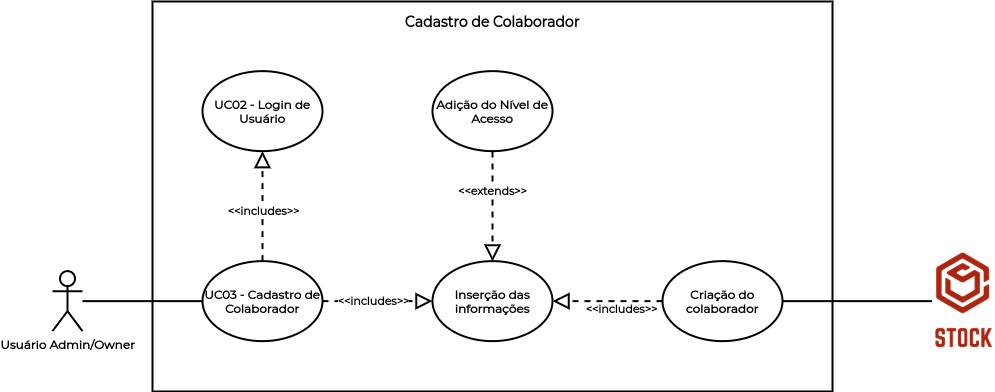 Cadastro de Colaborador
UC02 - Login de
Usuário
Adição do Nível de
Acesso
<<includes>>
<<extends>>
UC03 - Cadastro de
Colaborador
<<includes>>
Inserção das
informações
<<includes>>
Criação do
colaborador
Usuário Admin/Owner
STOCK